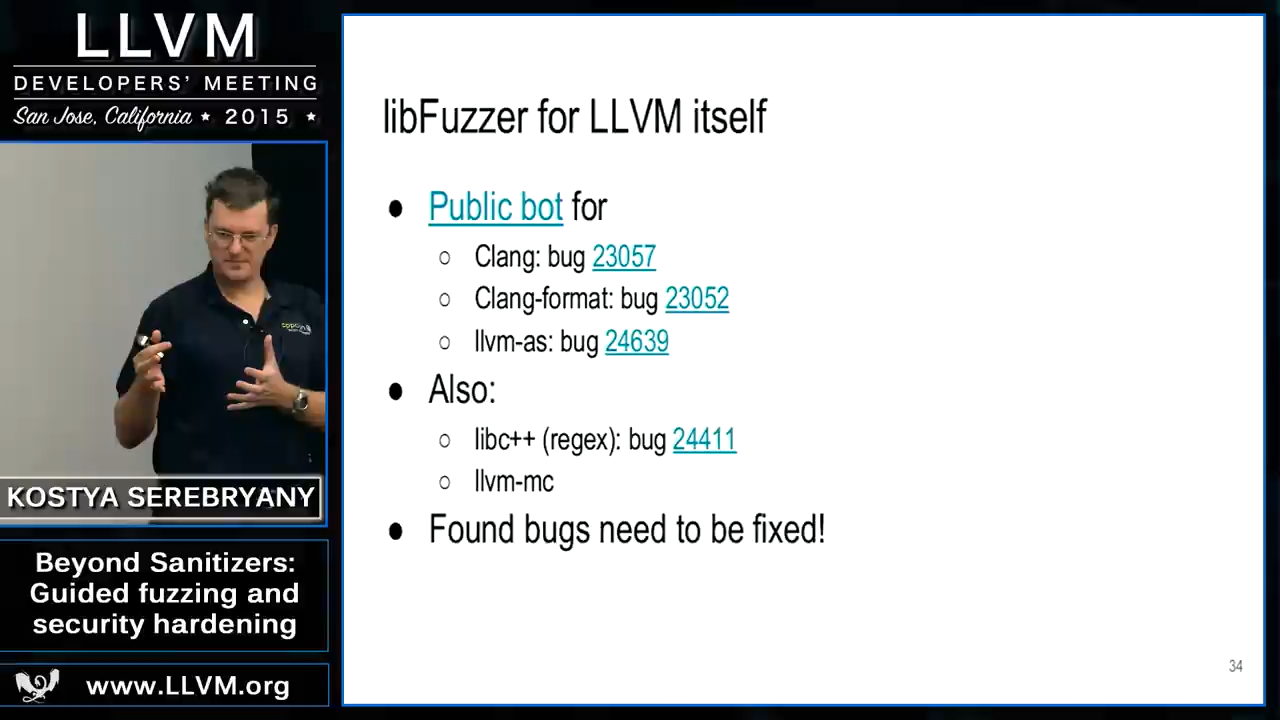 LLVM
DEVELOPERS' MEETING
San Jose, California ★ 2015 ★
KOSTYA SEREBRYANY
Beyond Sanitizers:
Guided fuzzing and
security hardening
www.LLVM.org
libFuzzer for LLVM itself
● Public bot for
○ Clang: bug 23057
○ Clang-format: bug 23052
○ llvm-as: bug 24639
● Also:
○ libc++ (regex): bug 24411
○ llvm-mc
● Found bugs need to be fixed!
34